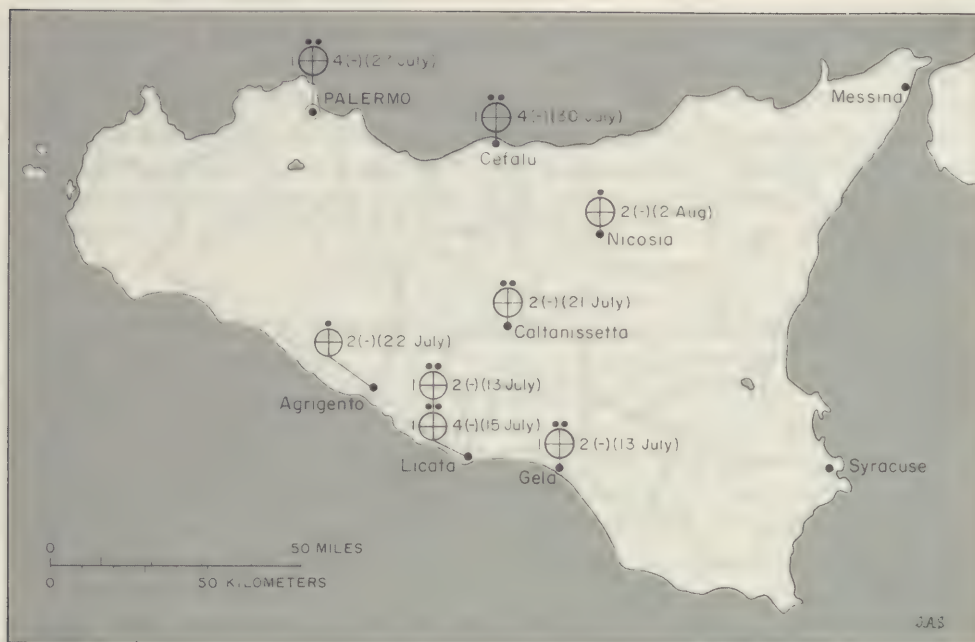 1 4(-)( July)
PALERMO
Messina
1 4(-)(30 July)
Cefalu
2(-)(2 Aug)
Nicosia
2(-)(21 July)
Caltanissetta
2(-)(22 July)
Agrigento
1 2(-)(13 July)
1 4(-)(15 July)
Licata
1 2(-)(13 July)
Gela
Syracuse
0 50 MILES
0 50 KILOMETERS
JAS